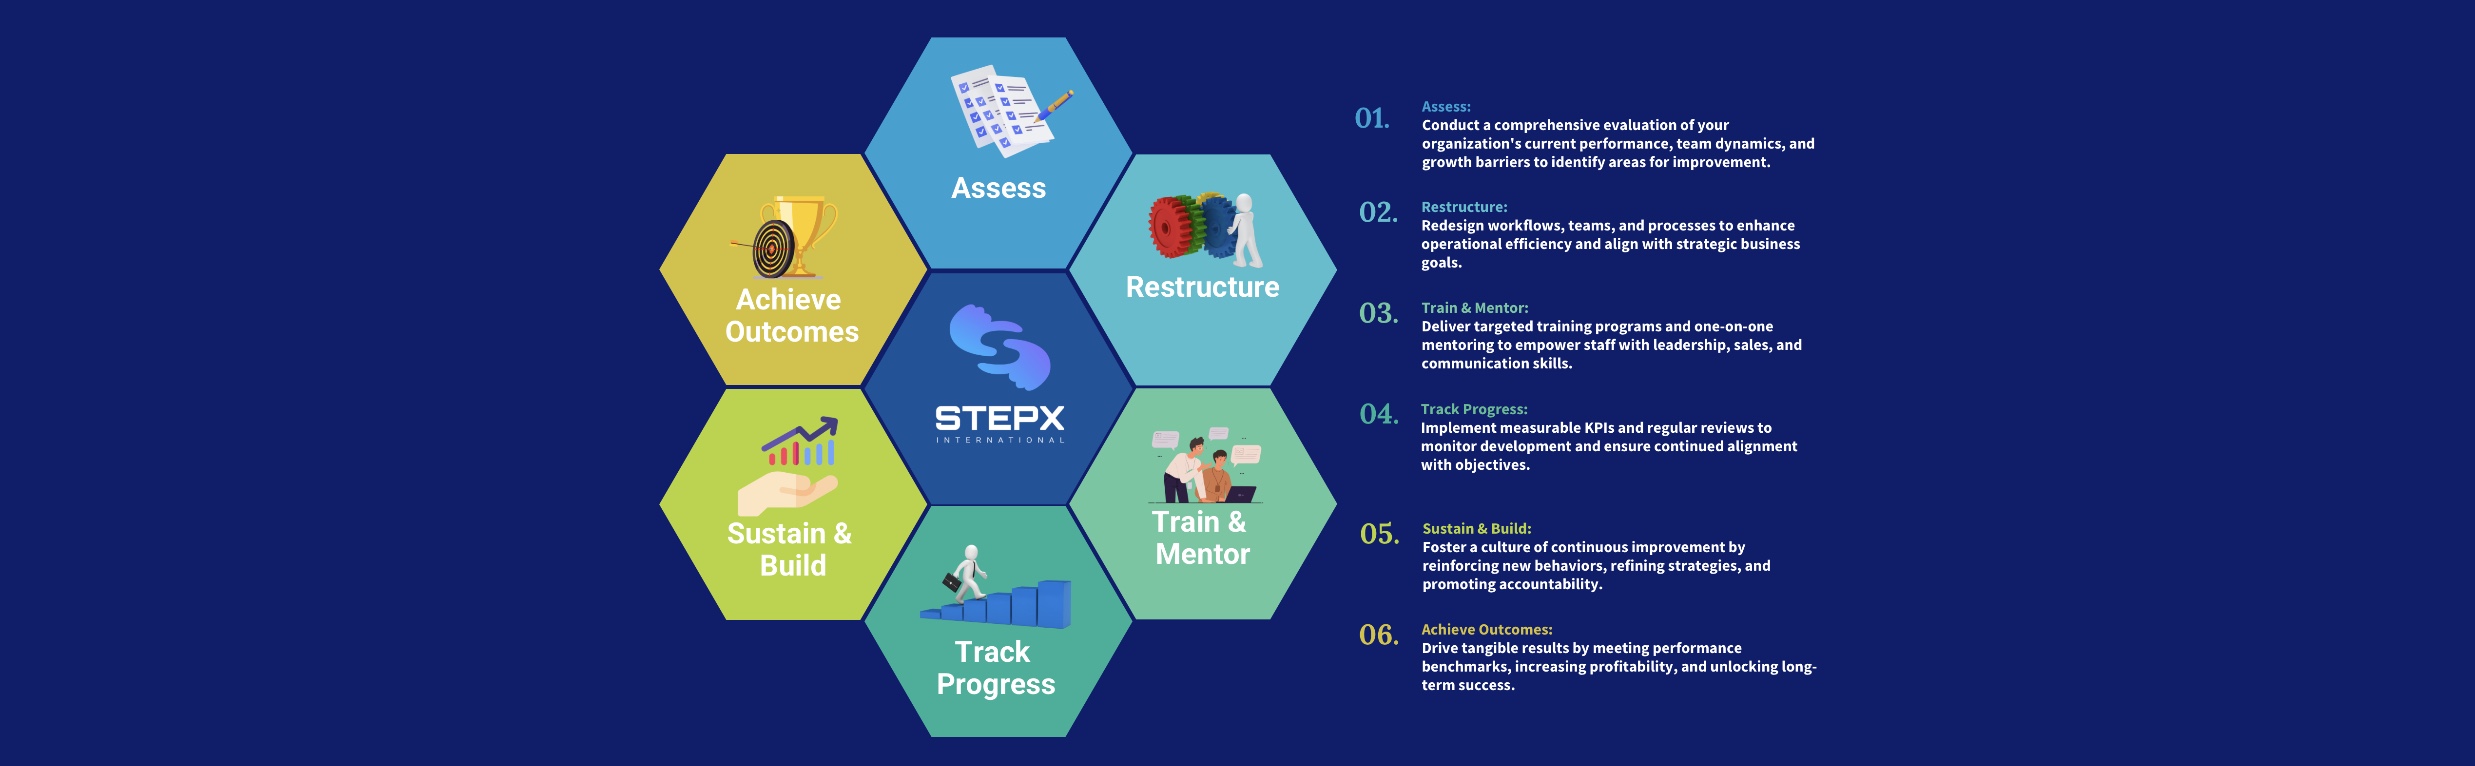 Assess
Achieve
Outcomes
Restructure
STEPX
INTERNATIONAL
Sustain &
Build
Train &
Mentor
Track
Progress
01.
Assess:
Conduct a comprehensive evaluation of your
organization's current performance, team dynamics, and
growth barriers to identify areas for improvement.
02.
Restructure:
Redesign workflows, teams, and processes to enhance
operational efficiency and align with strategic business
goals.
03.
Train & Mentor:
Deliver targeted training programs and one-on-one
mentoring to empower staff with leadership, sales, and
communication skills.
04.
Track Progress:
Implement measurable KPIs and regular reviews to
monitor development and ensure continued alignment
with objectives.
05.
Sustain & Build:
Foster a culture of continuous improvement by
reinforcing new behaviors, refining strategies, and
promoting accountability.
06.
Achieve Outcomes:
Drive tangible results by meeting performance
benchmarks, increasing profitability, and unlocking long-
term success.